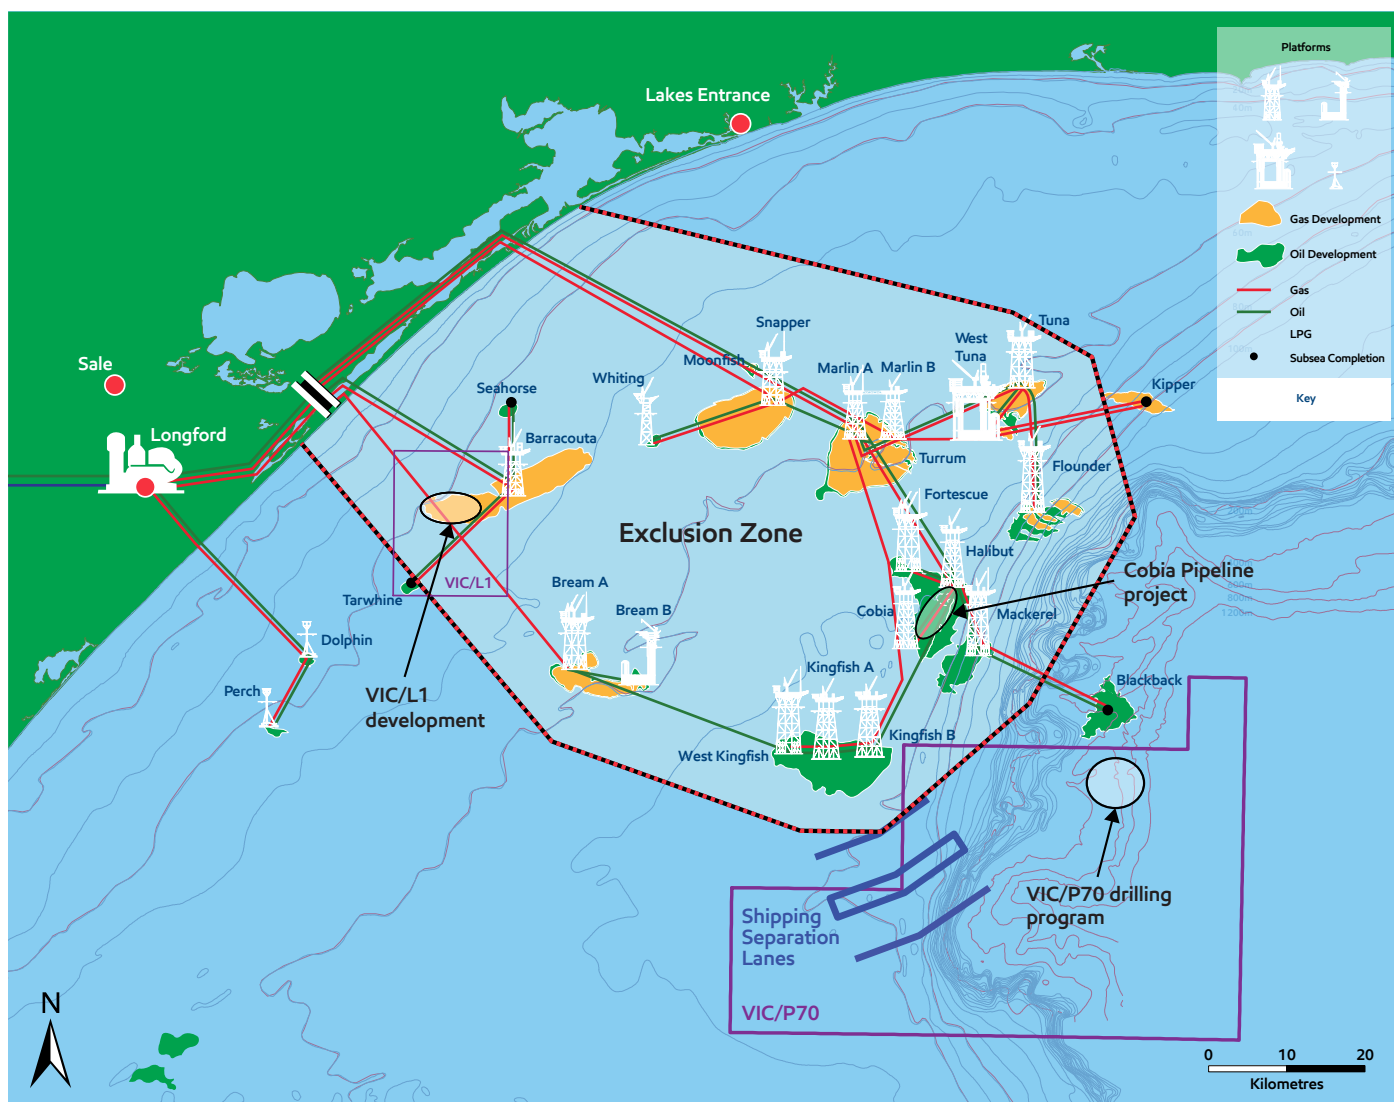 Platforms
Gas Development
Oil Development
Gas
Oil
LPG
Subsea Completion
Key
Lakes Entrance
Sale
Longford
Snapper
Moonfish
Whiting
Seahorse
Barracouta
Marlin A
Marlin B
West
Tuna
Tuna
Kipper
Turrum
Flounder
Fortescue
Halibut
Exclusion Zone
Cobia Pipeline
project
VIC/L1
Tarwhine
Bream A
Bream B
Cobia
Mackerel
Dolphin
Perch
Kingfish A
Blackback
VIC/L1
development
West Kingfish
Kingfish B
VIC/P70 drilling
program
Shipping
Separation
Lanes
VIC/P70
N
0 10 20
Kilometres
800m
1200m